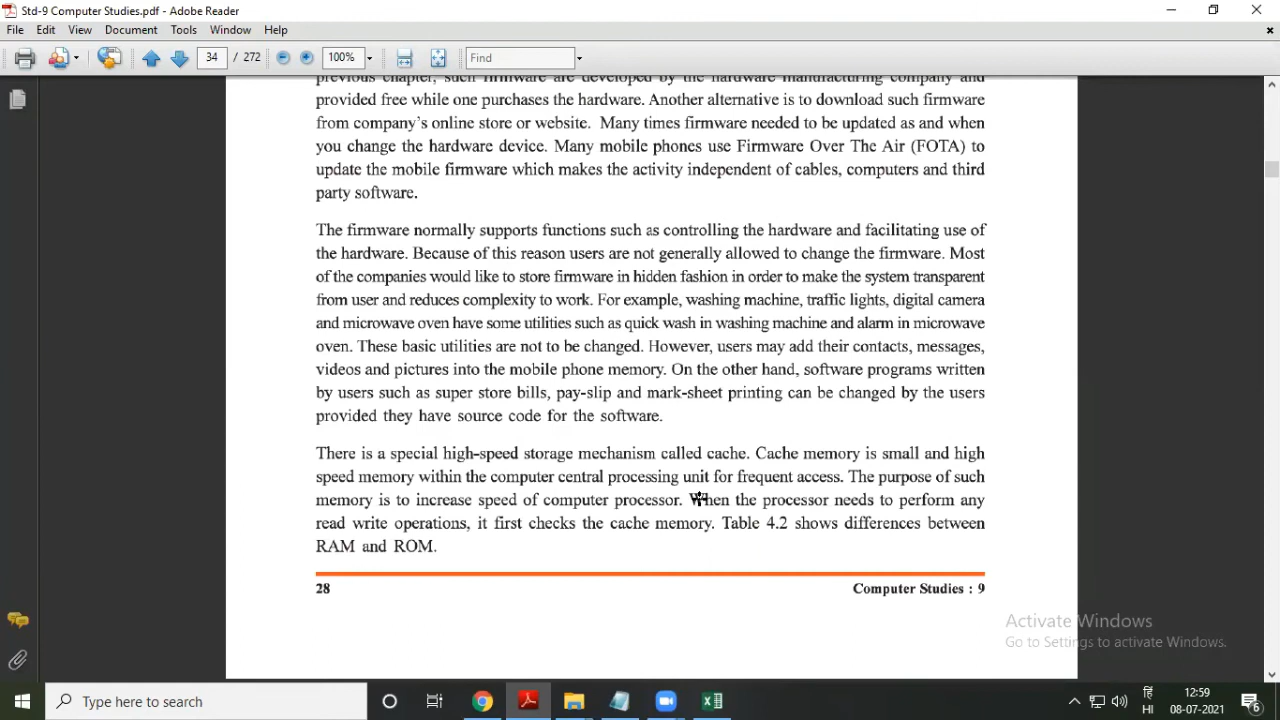 Std-9 Computer Studies.pdf - Adobe Reader
File Edit View Document Tools Window Help
34 / 272 100% Find
previous chapter, such firmware are developed by the hardware manufacturing company and
provided free while one purchases the hardware. Another alternative is to download such firmware
from company's online store or website. Many times firmware needed to be updated as and when
you change the hardware device. Many mobile phones use Firmware Over The Air (FOTA) to
update the mobile firmware which makes the activity independent of cables, computers and third
party software.
The firmware normally supports functions such as controlling the hardware and facilitating use of
the hardware. Because of this reason users are not generally allowed to change the firmware. Most
of the companies would like to store firmware in hidden fashion in order to make the system transparent
from user and reduces complexity to work. For example, washing machine, traffic lights, digital camera
and microwave oven have some utilities such as quick wash in washing machine and alarm in microwave
oven. These basic utilities are not to be changed. However, users may add their contacts, messages,
videos and pictures into the mobile phone memory. On the other hand, software programs written
by users such as super store bills, pay-slip and mark-sheet printing can be changed by the users
provided they have source code for the software.
There is a special high-speed storage mechanism called cache. Cache memory is small and high
speed memory within the computer central processing unit for frequent access. The purpose of such
memory is to increase speed of computer processor. When the processor needs to perform any
read write operations, it first checks the cache memory. Table 4.2 shows differences between
RAM and ROM.
28 Computer Studies : 9
Activate Windows
Go to Settings to activate Windows.
Type here to search
हि 12:59
HI 08-07-2021
6